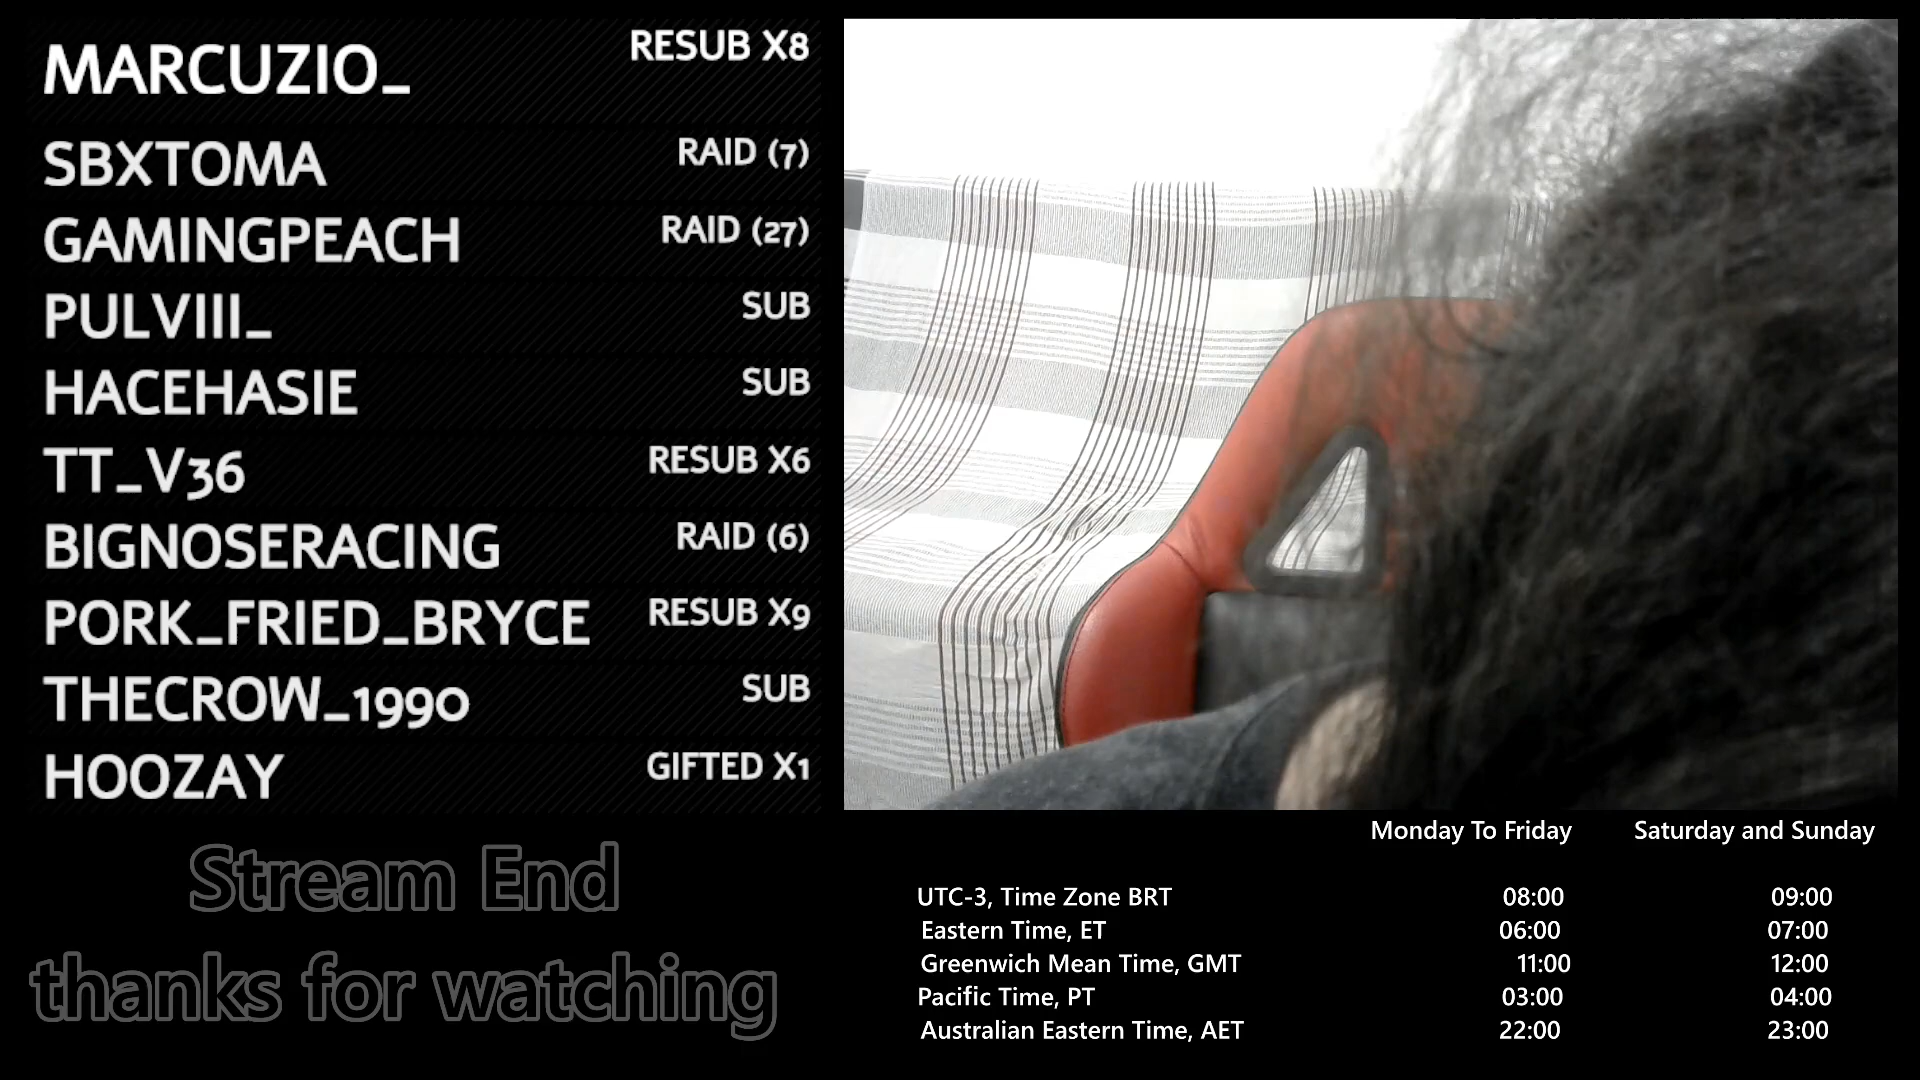 MARCUZIO_ RESUB X8
SBXTOMA RAID (7)
GAMINGPEACH RAID (27)
PULVIII_ SUB
HACEHASIE SUB
TT_V36 RESUB X6
BIGNOSERACING RAID (6)
PORK_FRIED_BRYCE RESUB X9
THECROW_1990 SUB
HOOZAY GIFTED X1
Stream End
thanks for watching
Monday To Friday Saturday and Sunday
UTC-3, Time Zone BRT 08:00 09:00
Eastern Time, ET 06:00 07:00
Greenwich Mean Time, GMT 11:00 12:00
Pacific Time, PT 03:00 04:00
Australian Eastern Time, AET 22:00 23:00